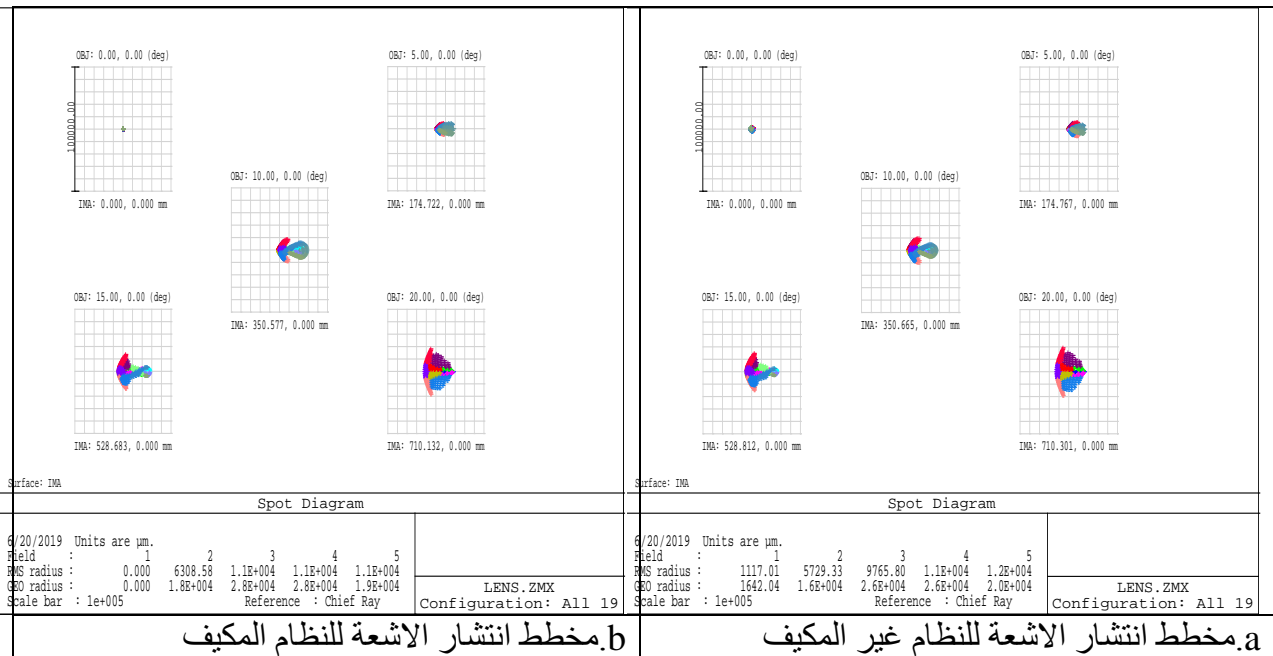 OBJ: 0.00, 0.00 (deg)
OBJ: 5.00, 0.00 (deg)
100000.00
OBJ: 10.00, 0.00 (deg)
IMA: 0.000, 0.000 mm
IMA: 174.722, 0.000 mm
OBJ: 15.00, 0.00 (deg)
OBJ: 20.00, 0.00 (deg)
IMA: 350.577, 0.000 mm
IMA: 528.683, 0.000 mm
IMA: 710.132, 0.000 mm
Surface: IMA
Spot Diagram
6/20/2019 Units are µm.
Field : 1 2 3 4 5
RMS radius : 0.000 6308.58 1.1E+004 1.1E+004 1.1E+004
GEO radius : 0.000 1.8E+004 2.8E+004 2.8E+004 1.9E+004
Scale bar : 1e+005 Reference : Chief Ray
LENS.ZMX
Configuration: All 19
b.مخطط انتشار الاشعة للنظام المكيف
OBJ: 0.00, 0.00 (deg)
OBJ: 5.00, 0.00 (deg)
100000.00
OBJ: 10.00, 0.00 (deg)
IMA: 0.000, 0.000 mm
IMA: 174.767, 0.000 mm
OBJ: 15.00, 0.00 (deg)
OBJ: 20.00, 0.00 (deg)
IMA: 350.665, 0.000 mm
IMA: 528.812, 0.000 mm
IMA: 710.301, 0.000 mm
Surface: IMA
Spot Diagram
6/20/2019 Units are µm.
Field : 1 2 3 4 5
RMS radius : 1117.01 5729.33 9765.80 1.1E+004 1.2E+004
GEO radius : 1642.04 1.6E+004 2.6E+004 2.6E+004 2.0E+004
Scale bar : 1e+005 Reference : Chief Ray
LENS.ZMX
Configuration: All 19
a.مخطط انتشار الاشعة للنظام غير المكيف